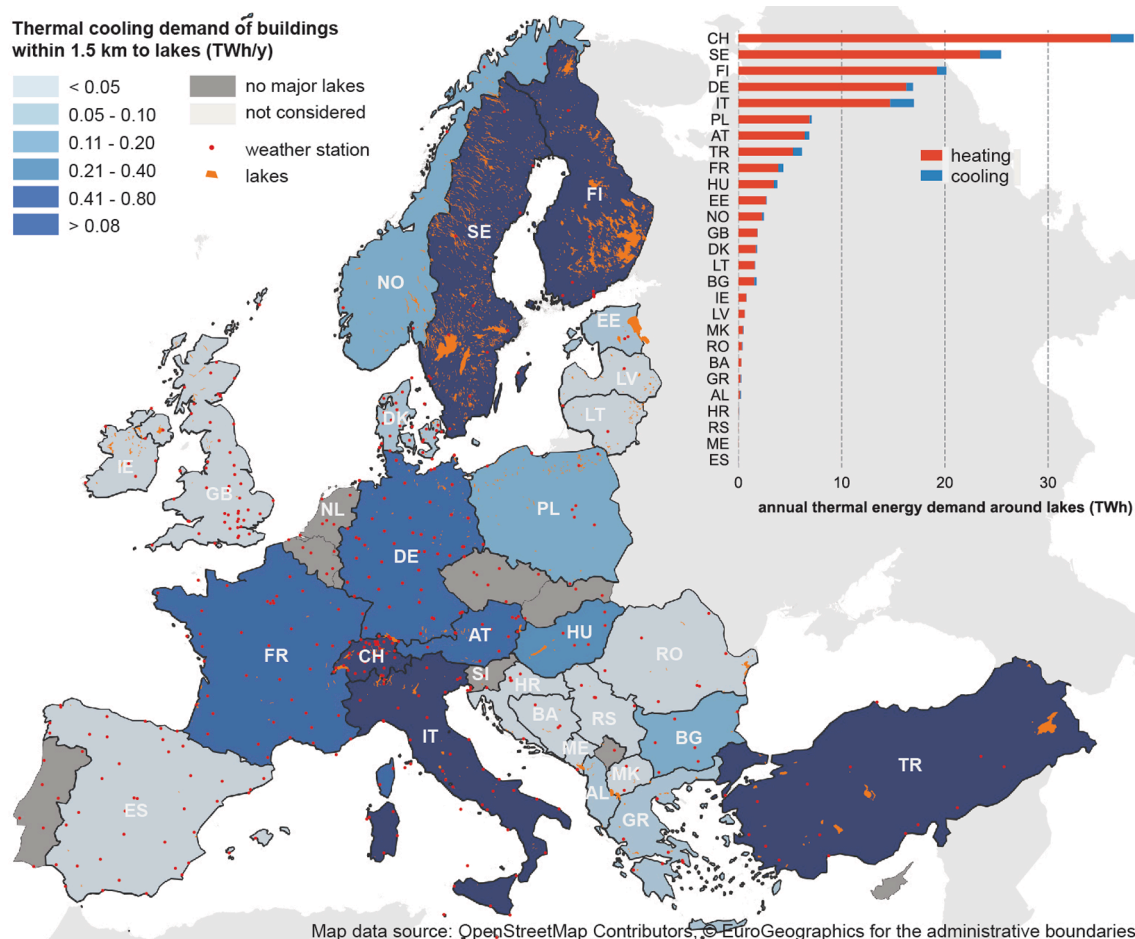 Thermal cooling demand of buildings
within 1.5 km to lakes (TWh/y)
< 0.05
0.05 - 0.10
0.11 - 0.20
0.21 - 0.40
0.41 - 0.80
> 0.08
no major lakes
not considered
weather station
lakes
CH
SE
FI
DE
IT
PL
AT
TR
FR
HU
EE
NO
GB
DK
LT
BG
IE
LV
MK
RO
BA
GR
AL
HR
RS
ME
ES
heating
cooling
0 10 20 30
annual thermal energy demand around lakes (TWh)
FI
SE
NO
EE
LV
LT
DK
IE
GB
NL
PL
DE
AT
HU
FR
CH
SI
RO
HR
BA
RS
IT
ME
BG
MK
AL
TR
ES
GR
Map data source: OpenStreetMap Contributors, © EuroGeographics for the administrative boundaries